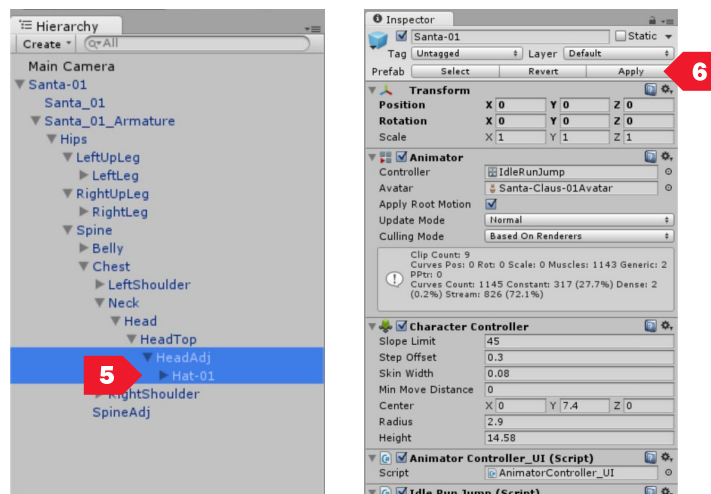 Hierarchy
Create All
Main Camera
Santa-01
Santa_01
Santa_01_Armature
Hips
LeftUpLeg
LeftLeg
RightUpLeg
RightLeg
Spine
Belly
Chest
LeftShoulder
Neck
Head
HeadTop
HeadAdj
5 Hat-01
RightShoulder
SpineAdj
Inspector
Santa-01 Static
Tag Untagged Layer Default
Prefab Select Revert Apply 6
Transform
Position X 0 Y 0 Z 0
Rotation X 0 Y 0 Z 0
Scale X 1 Y 1 Z 1
Animator
Controller IdleRunJump
Avatar Santa-Claus-01Avatar
Apply Root Motion
Update Mode Normal
Culling Mode Based On Renderers
Clip Count: 9
Curves Pos: 0 Rot: 0 Scale: 0 Muscles: 1143 Generic: 2
PPtr: 0
Curves Count: 1145 Constant: 317 (27.7%) Dense: 2
(0.2%) Stream: 826 (72.1%)
Character Controller
Slope Limit 45
Step Offset 0.3
Skin Width 0.08
Min Move Distance 0
Center X 0 Y 7.4 Z 0
Radius 2.9
Height 14.58
Animator Controller_UI (Script)
Script AnimatorController_UI
Idle Run Jump (Script)